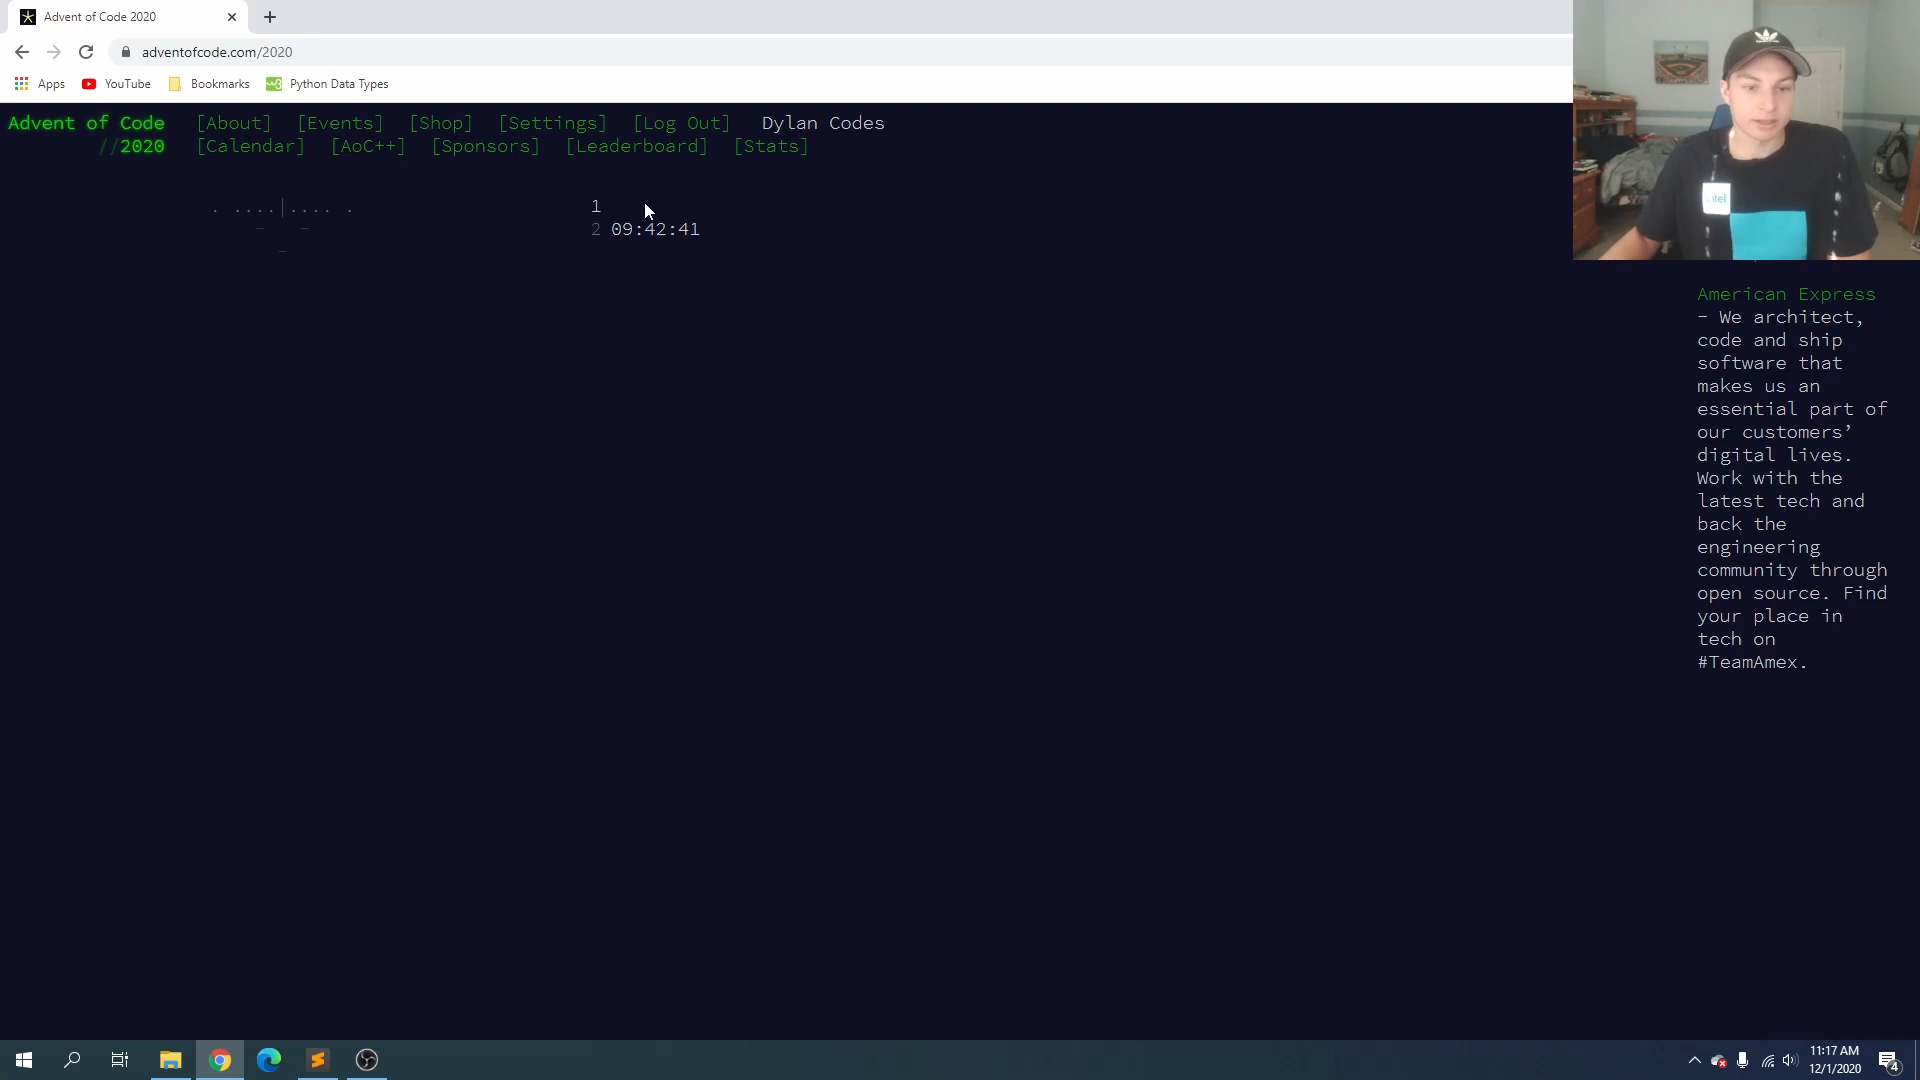 Advent of Code 2020
adventofcode.com/2020
Apps YouTube Bookmarks Python Data Types
Advent of Code [About] [Events] [Shop] [Settings] [Log Out] Dylan Codes
//2020 [Calendar] [AoC++] [Sponsors] [Leaderboard] [Stats]
1
2 09:42:41
American Express
- We architect,
code and ship
software that
makes us an
essential part of
our customers’
digital lives.
Work with the
latest tech and
back the
engineering
community through
open source. Find
your place in
tech on
#TeamAmex.
11:17 AM
12/1/2020
4